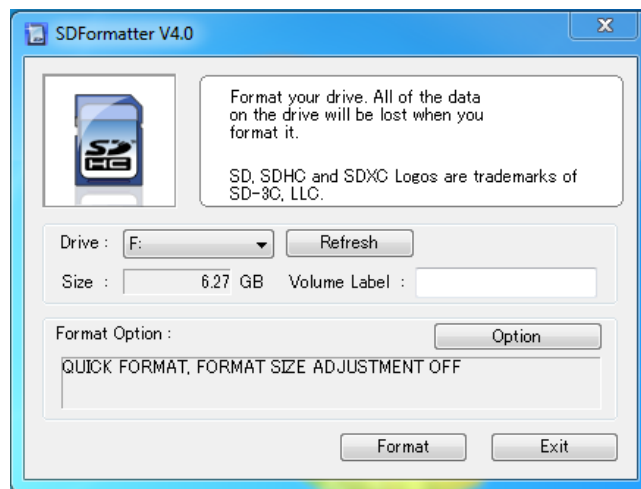 SDFormatter V4.0
SD
HC
Format your drive. All of the data
on the drive will be lost when you
format it.
SD, SDHC and SDXC Logos are trademarks of
SD-3C, LLC.
Drive : F: Refresh
Size : 6.27 GB Volume Label :
Format Option : Option
QUICK FORMAT, FORMAT SIZE ADJUSTMENT OFF
Format Exit